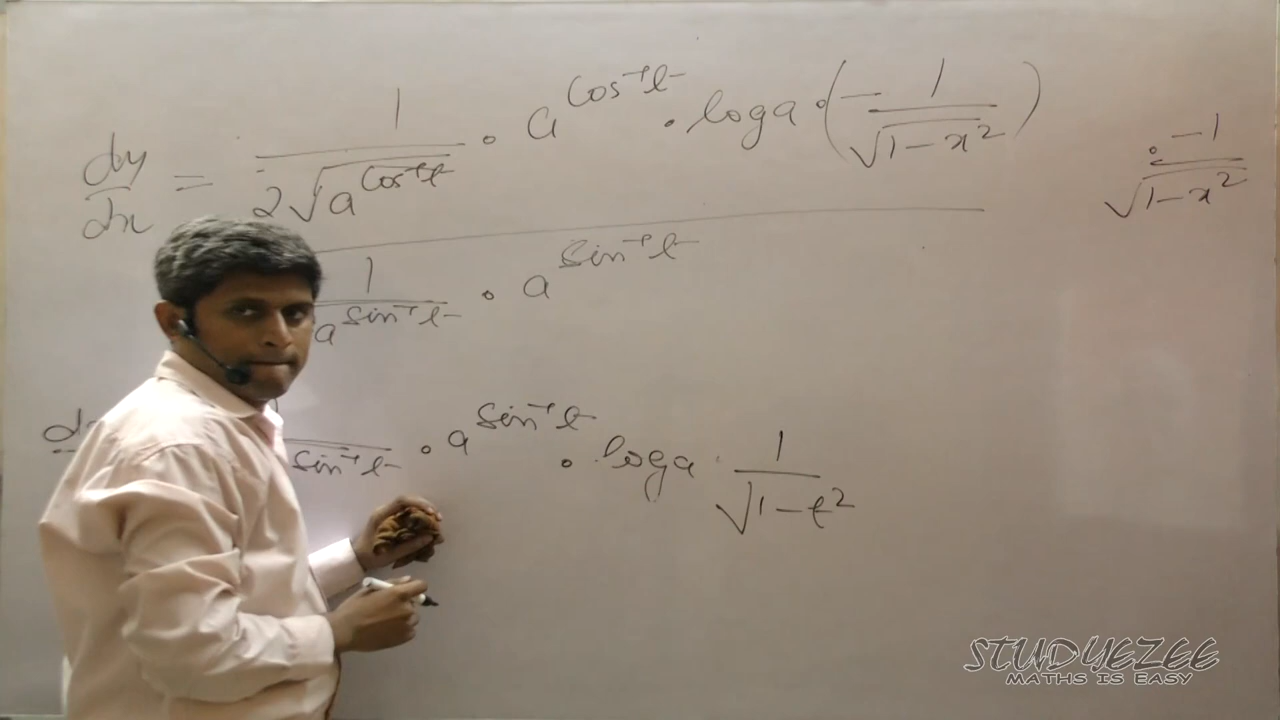 dy/dx = 1/(2√(a^(cos⁻¹t))) · a^(cos⁻¹t) · log a · (− 1/√(1−x²))
· −1/√(1−x²)
1/a^(sin⁻¹t) · a^(sin⁻¹t)
sin⁻¹t · a^(sin⁻¹t) · log a · 1/√(1−t²)
STUDYEZEE
MATHS IS EASY